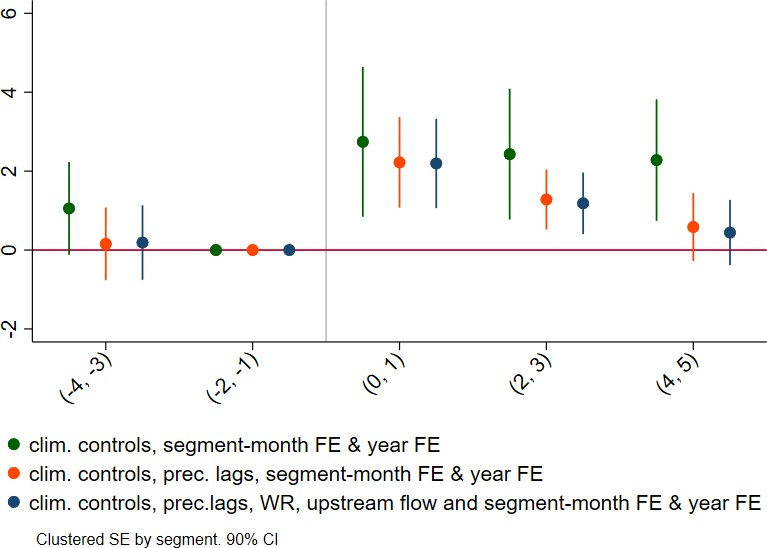 6
4
2
0
-2
(-4, -3)
(-2, -1)
(0, 1)
(2, 3)
(4, 5)
clim. controls, segment-month FE & year FE
clim. controls, prec. lags, segment-month FE & year FE
clim. controls, prec.lags, WR, upstream flow and segment-month FE & year FE
Clustered SE by segment. 90% CI